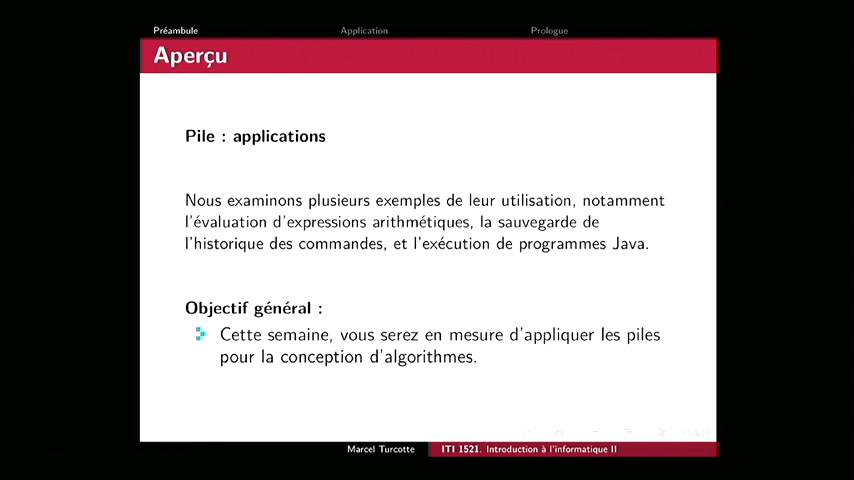 Préambule Application Prologue
Aperçu
Pile : applications
Nous examinons plusieurs exemples de leur utilisation, notamment
l'évaluation d'expressions arithmétiques, la sauvegarde de
l'historique des commandes, et l'exécution de programmes Java.
Objectif général :
Cette semaine, vous serez en mesure d'appliquer les piles
pour la conception d'algorithmes.
Marcel Turcotte ITI 1521. Introduction à l'informatique II